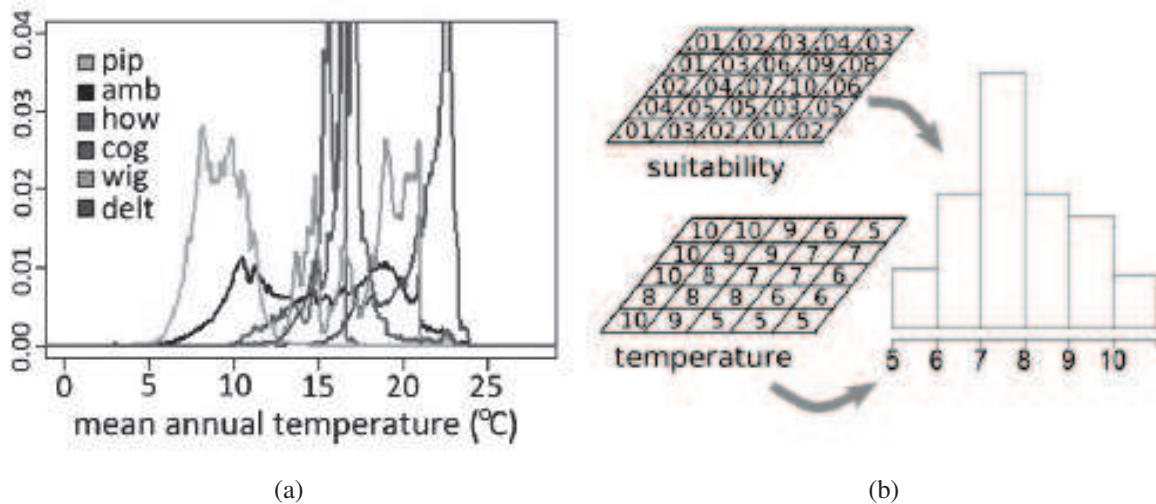 0.04
0.03
0.02
0.01
0.00
pip
amb
how
cog
wig
delt
0 5 10 15 20 25
mean annual temperature (°C)
(a)
.01 .02 .03 .04 .03
.01 .03 .06 .09 .08
.02 .04 .07 .10 .06
.04 .05 .05 .03 .05
.01 .03 .02 .01 .02
suitability
10 10 9 6 5
10 9 9 7 7
10 8 7 7 6
8 8 8 6 6
10 9 5 5 5
temperature
5 6 7 8 9 10
(b)